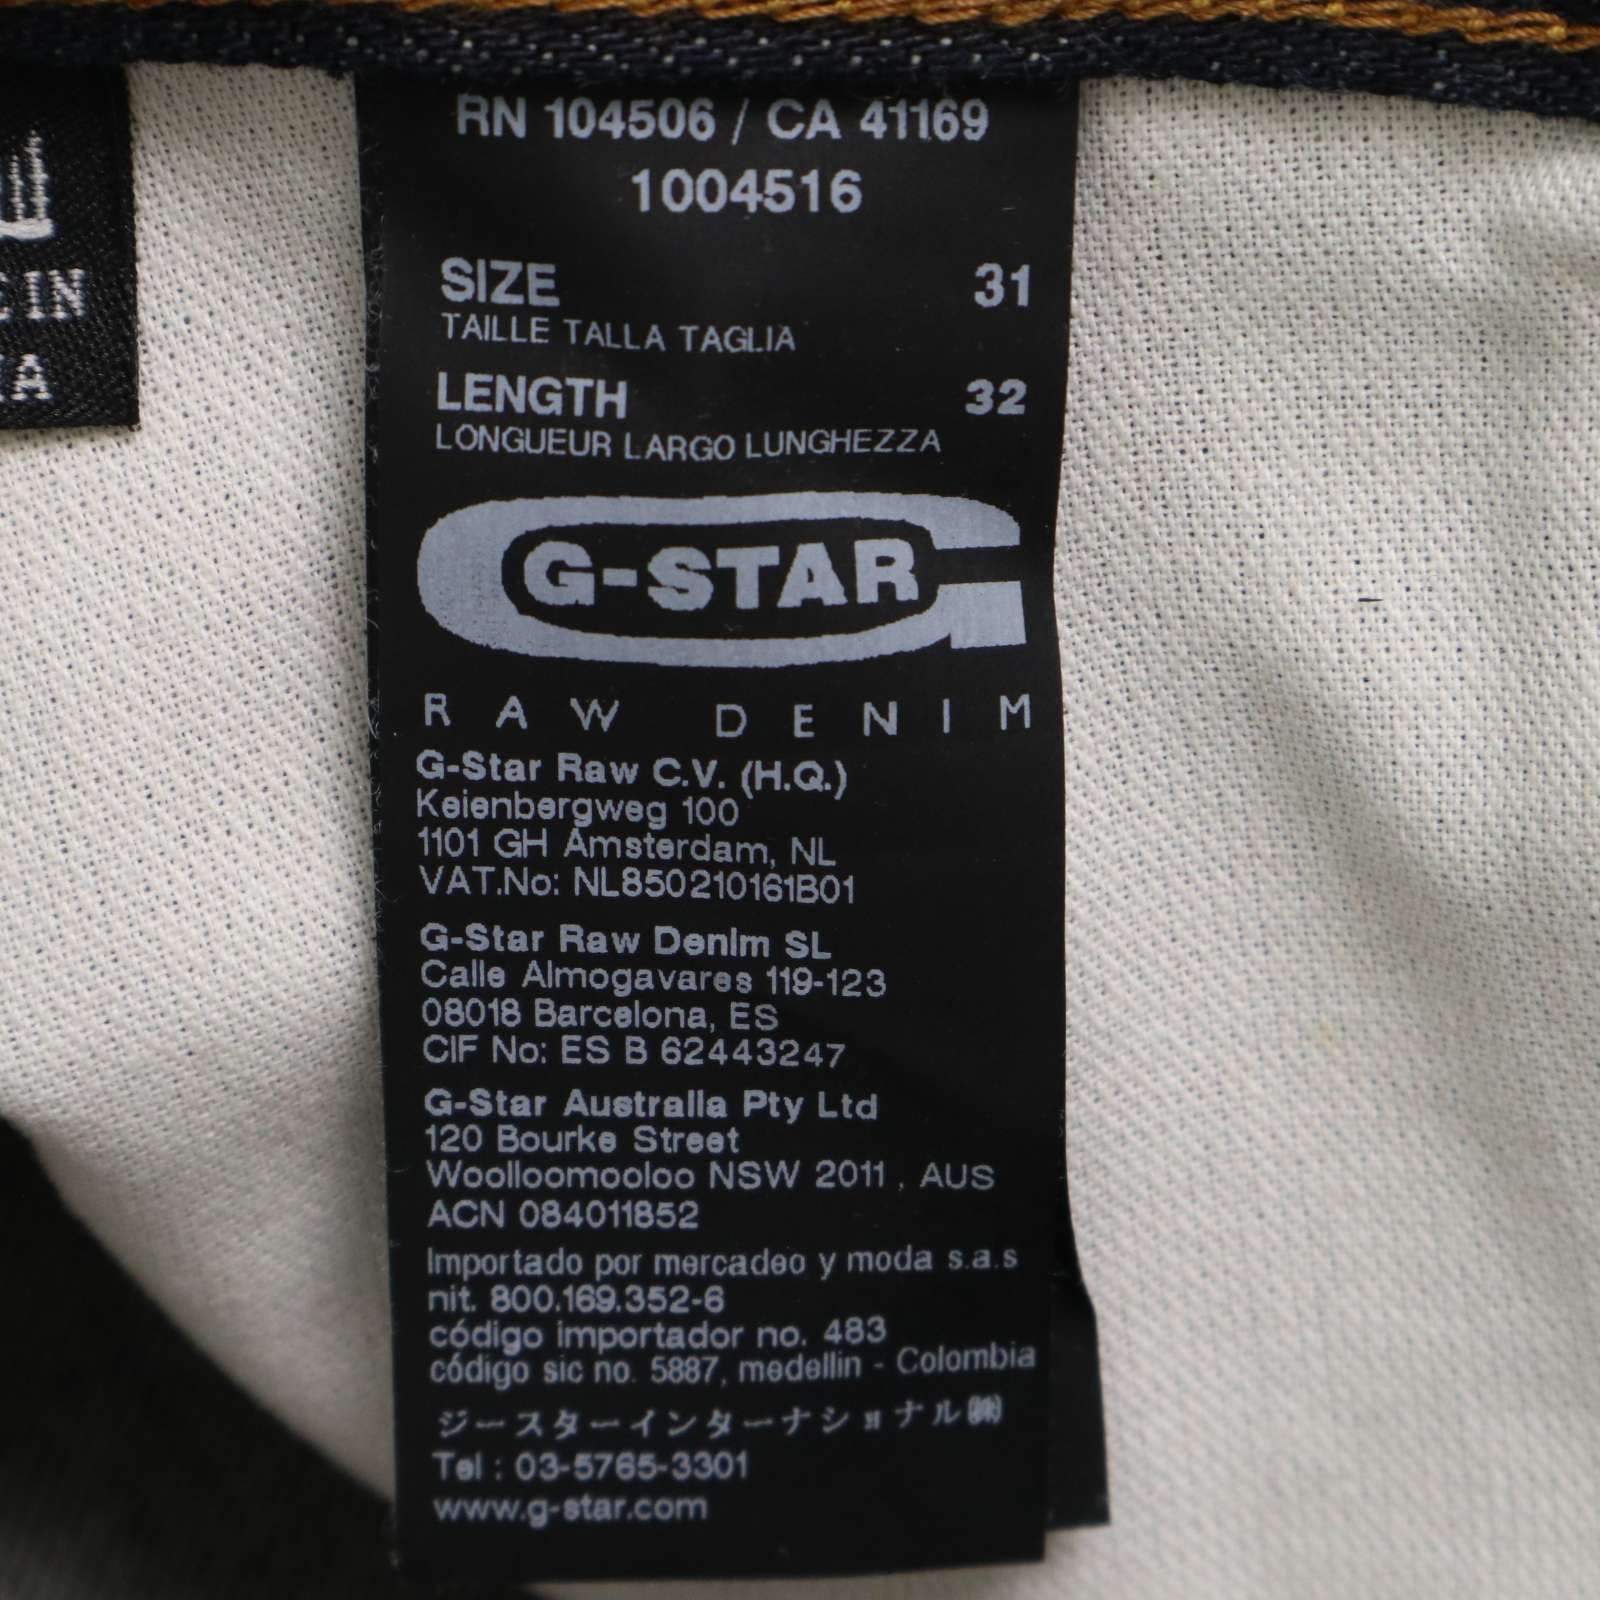 RN 104506 / CA 41169
1004516
SIZE 31
TAILLE TALLA TAGLIA
LENGTH 32
LONGUEUR LARGO LUNGHEZZA
G-STAR
RAW DENIM
G-Star Raw C.V. (H.Q.)
Keienbergweg 100
1101 GH Amsterdam, NL
VAT.No: NL850210161B01
G-Star Raw Denim SL
Calle Almogavares 119-123
08018 Barcelona, ES
CIF No: ES B 62443247
G-Star Australia Pty Ltd
120 Bourke Street
Woolloomooloo NSW 2011 , AUS
ACN 084011852
Importado por mercadeo y moda s.a.s
nit. 800.169.352-6
código importador no. 483
código sic no. 5887, medellin - Colombia
ジースターインターナショナル㈱
Tel : 03-5765-3301
www.g-star.com